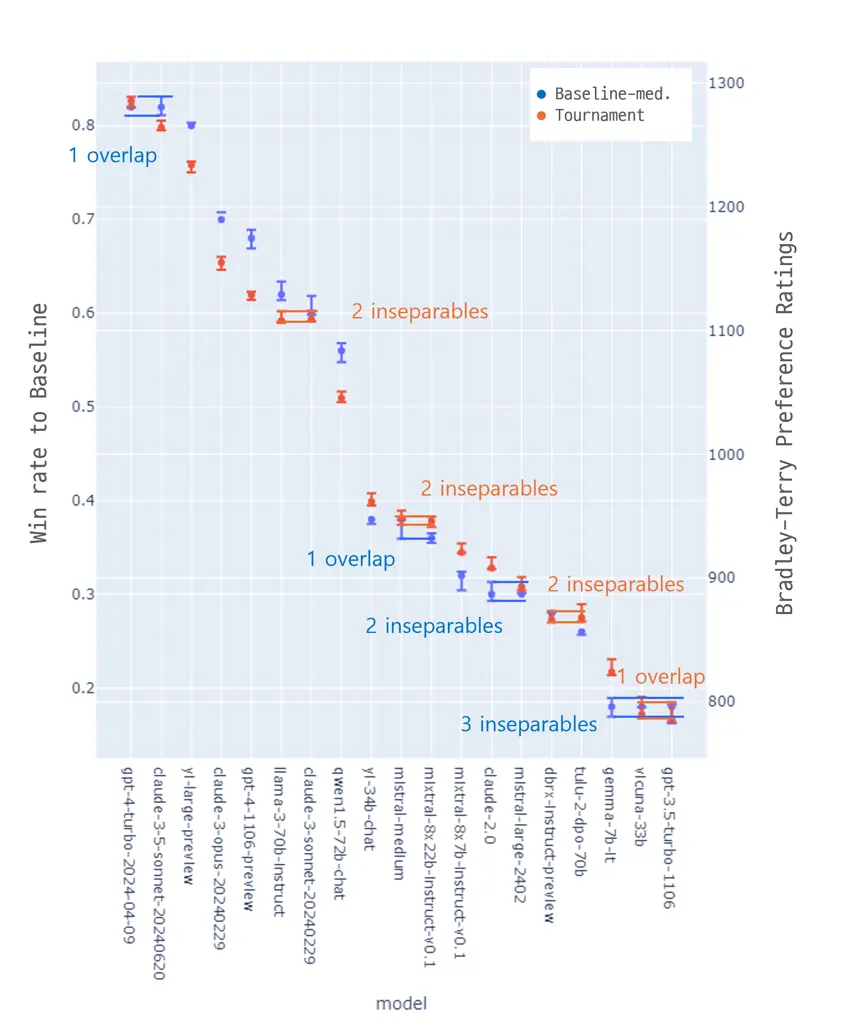 1300
Baseline-med.
Tournament
0.8
1 overlap
0.7
1200
0.6
2 inseparables
1100
0.5
1000
2 inseparables
0.4
1 overlap
0.3
900
2 inseparables
2 inseparables
0.2
1 overlap
800
3 inseparables
Win rate to Baseline
Bradley-Terry Preference Ratings
gpt-4-turbo-2024-04-09
claude-3-5-sonnet-20240620
yi-large-preview
claude-3-opus-20240229
gpt-4-1106-preview
llama-3-70b-instruct
claude-3-sonnet-20240229
qwen1.5-72b-chat
yi-34b-chat
mistral-medium
mixtral-8x22b-instruct-v0.1
mixtral-8x7b-instruct-v0.1
claude-2.0
mistral-large-2402
dbrx-instruct-preview
tulu-2-dpo-70b
gemma-7b-it
vicuna-33b
gpt-3.5-turbo-1106
model